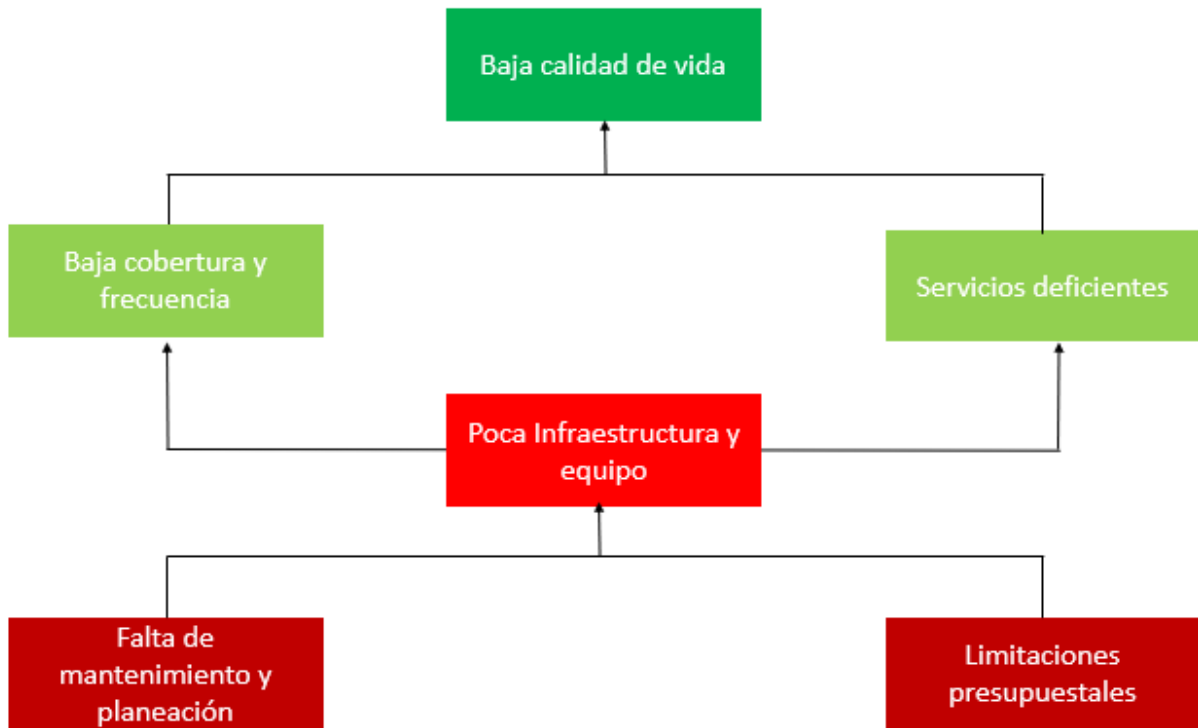 Baja calidad de vida
Baja cobertura y
frecuencia
Servicios deficientes
Poca Infraestructura y
equipo
Falta de
mantenimiento y
planeación
Limitaciones
presupuestales